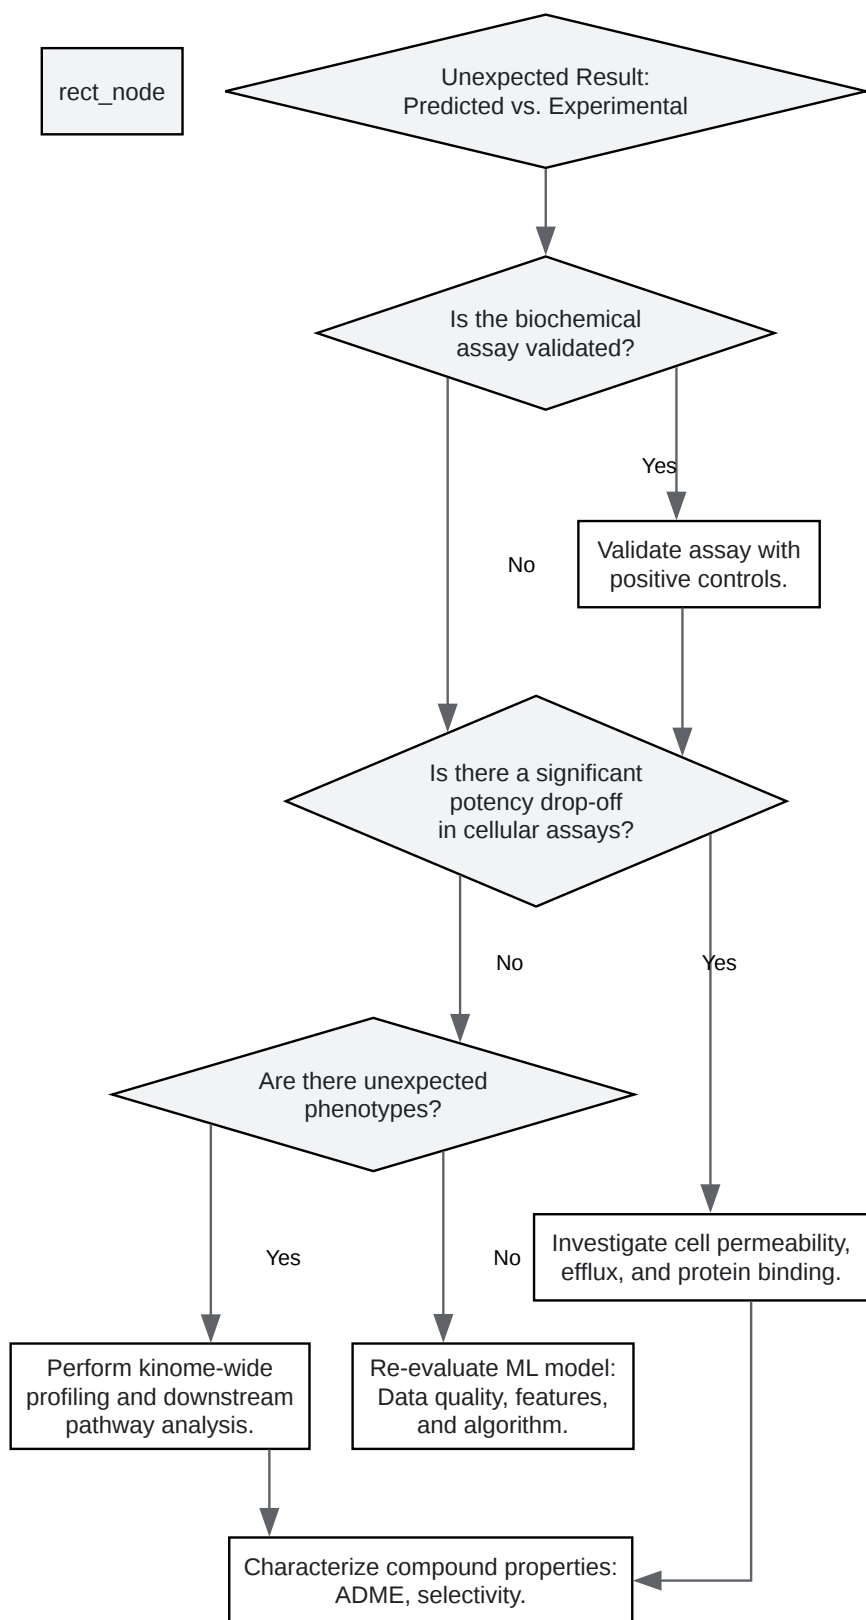 rect_node
Unexpected Result:
Predicted vs. Experimental
Is the biochemical
assay validated?
Yes
Validate assay with
positive controls.
No
Is there a significant
potency drop-off
in cellular assays?
No
Yes
Are there unexpected
phenotypes?
Yes
No
Investigate cell permeability,
efflux, and protein binding.
Perform kinome-wide
profiling and downstream
pathway analysis.
Re-evaluate ML model:
Data quality, features,
and algorithm.
Characterize compound properties:
ADME, selectivity.